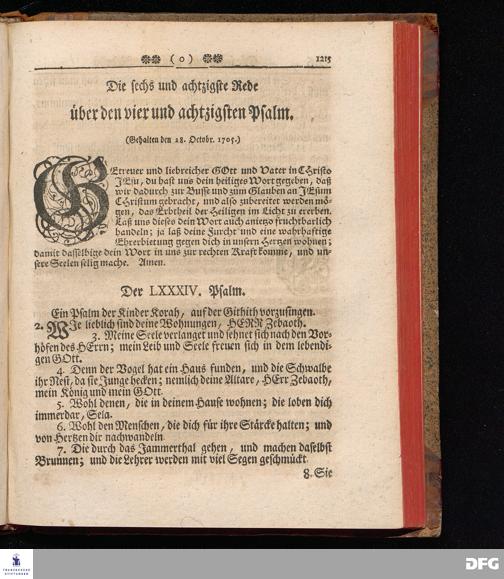 ( o ) 1215
Die sechs und achtzigste Rede
über den vier und achtzigsten Psalm.
(Gehalten den 28. Octobr. 1705.)
GEtreuer und liebreicher GOtt und Vater in CHristo
JEsu, du hast uns dein heiliges Wort gegeben, daß
wir dadurch zur Busse und zum Glauben an JEsum
CHristum gebracht, und also zubereitet werden mö-
gen, das Erbtheil der Heiligen im Licht zu ererben.
Laß uns dieses dein Wort auch anietzo fruchtbarlich
handeln; ja laß deine Furcht und eine wahrhaftige
Ehrerbietung gegen dich in unsern Hertzen wohnen;
damit dasselbige dein Wort in uns zur rechten Kraft komme, und un-
sere Seelen selig mache. Amen.
Der LXXXIV. Psalm.
Ein Psalm der Kinder Korah, auf der Githith vorzusingen.
2. WJe lieblich sind deine Wohnungen, HERR Zebaoth.
3. Meine Seele verlanget und sehnet sich nach den Vor-
höfen des HErrn; mein Leib und Seele freuen sich in dem lebendi-
gen GOtt.
4. Denn der Vogel hat ein Haus funden, und die Schwalbe
ihr Nest, da sie Junge hecken; nemlich deine Altare, HErr Zebaoth,
mein König und mein GOtt.
5. Wohl denen, die in deinem Hause wohnen; die loben dich
immerdar, Sela.
6. Wohl den Menschen, die dich für ihre Stärcke halten; und
von Hertzen dir nachwandeln
7. Die durch das Jammerthal gehen, und machen daselbst
Brunnen; und die Lehrer werden mit viel Segen geschmückt
8. Sie
FRANCKESCHE
STIFTUNGEN
DFG